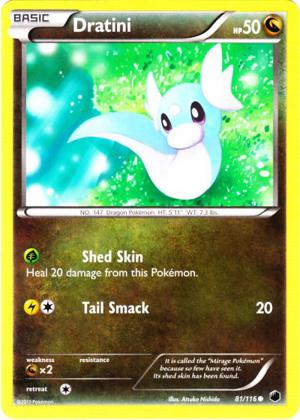 BASIC
Dratini
HP50
NO. 147 Dragon Pokémon HT: 5'11" WT: 7.3 lbs.
Shed Skin
Heal 20 damage from this Pokémon.
Tail Smack 20
weakness resistance
×2
retreat
It is called the "Mirage Pokémon"
because so few have seen it.
Its shed skin has been found.
©2013 Pokémon
Illus. Atsuko Nishida
81/116